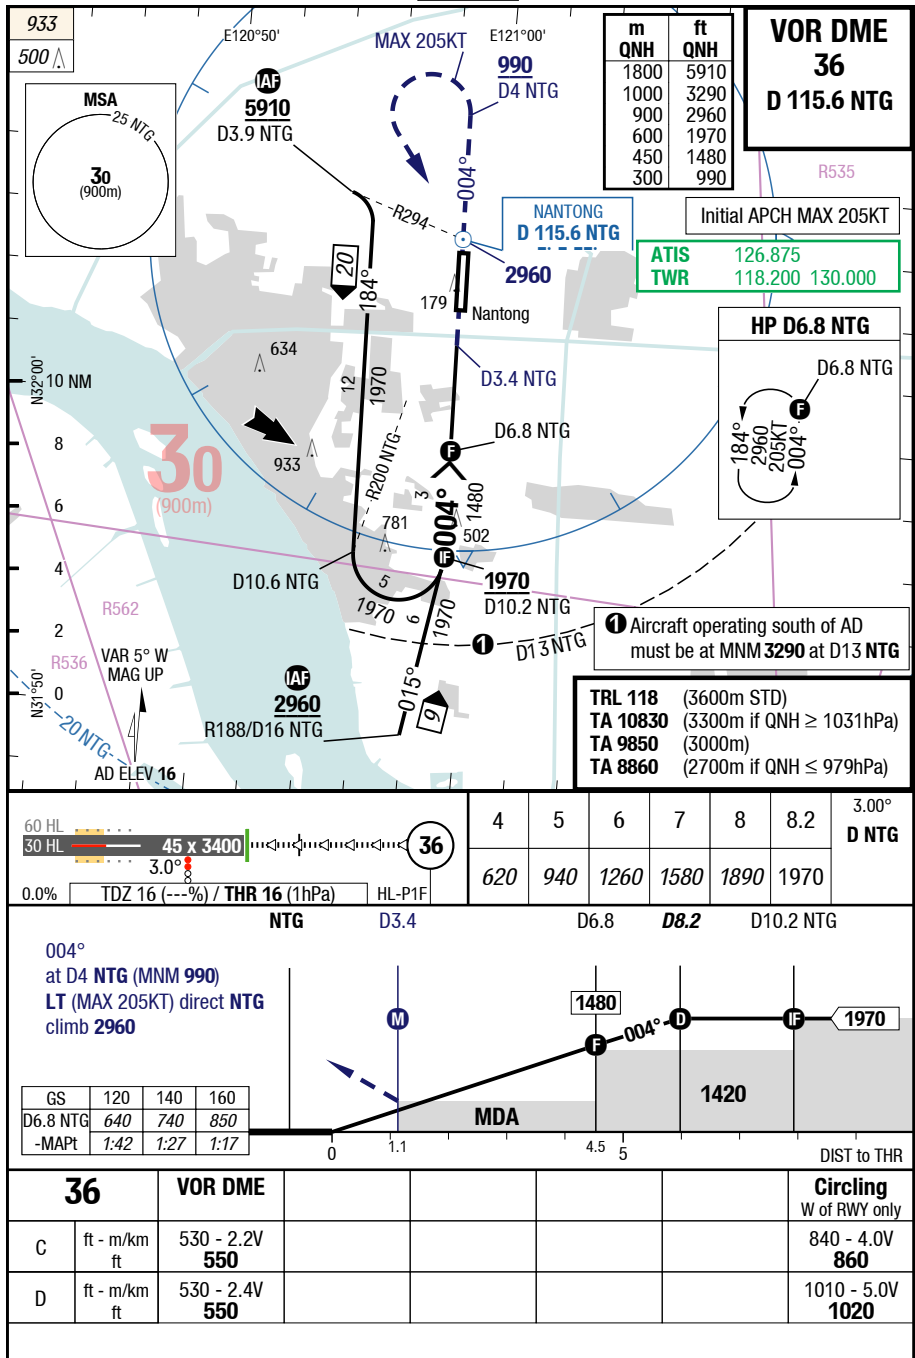 933
500
E120°50'
E121°00'
MAX 205KT
990
D4 NTG
m ft
QNH QNH
1800 5910
1000 3290
900 2960
600 1970
450 1480
300 990
VOR DME
36
D 115.6 NTG
IAF
5910
D3.9 NTG
MSA
25 NTG
30
(900m)
004°
R294
R535
NANTONG
D 115.6 NTG
2960
Initial APCH MAX 205KT
ATIS 126.875
TWR 118.200 130.000
20
184°
179
Nantong
HP D6.8 NTG
D6.8 NTG
F
184°
2960
205KT
004°
634
12
1970
D3.4 NTG
N32°00'
10 NM
8
6
4
2
0
N31°50'
D6.8 NTG
F
933
30
(900m)
R200 NTG
3
004°
1480
781
502
IF
D10.6 NTG
5
1970
1970
D10.2 NTG
6
1970
R562
1
D13 NTG
1 Aircraft operating south of AD
must be at MNM 3290 at D13 NTG
R536
VAR 5° W
MAG UP
IAF
2960
R188/D16 NTG
015°
9
20 NTG
AD ELEV 16
TRL 118 (3600m STD)
TA 10830 (3300m if QNH ≥ 1031hPa)
TA 9850 (3000m)
TA 8860 (2700m if QNH ≤ 979hPa)
60 HL
30 HL
45 x 3400
36
3.0°
0.0%
TDZ 16 (---%) / THR 16 (1hPa)
HL-P1F
4 5 6 7 8 8.2 3.00°
D NTG
620 940 1260 1580 1890 1970
NTG D3.4 D6.8 D8.2 D10.2 NTG
004°
at D4 NTG (MNM 990)
LT (MAX 205KT) direct NTG
climb 2960
M
1480
F
004°
D
IF
1970
1420
MDA
GS 120 140 160
D6.8 NTG 640 740 850
-MAPt 1:42 1:27 1:17
0 1.1 4.5 5 DIST to THR
36 VOR DME Circling
W of RWY only
C ft - m/km 530 - 2.2V 840 - 4.0V
ft 550 860
D ft - m/km 530 - 2.4V 1010 - 5.0V
ft 550 1020